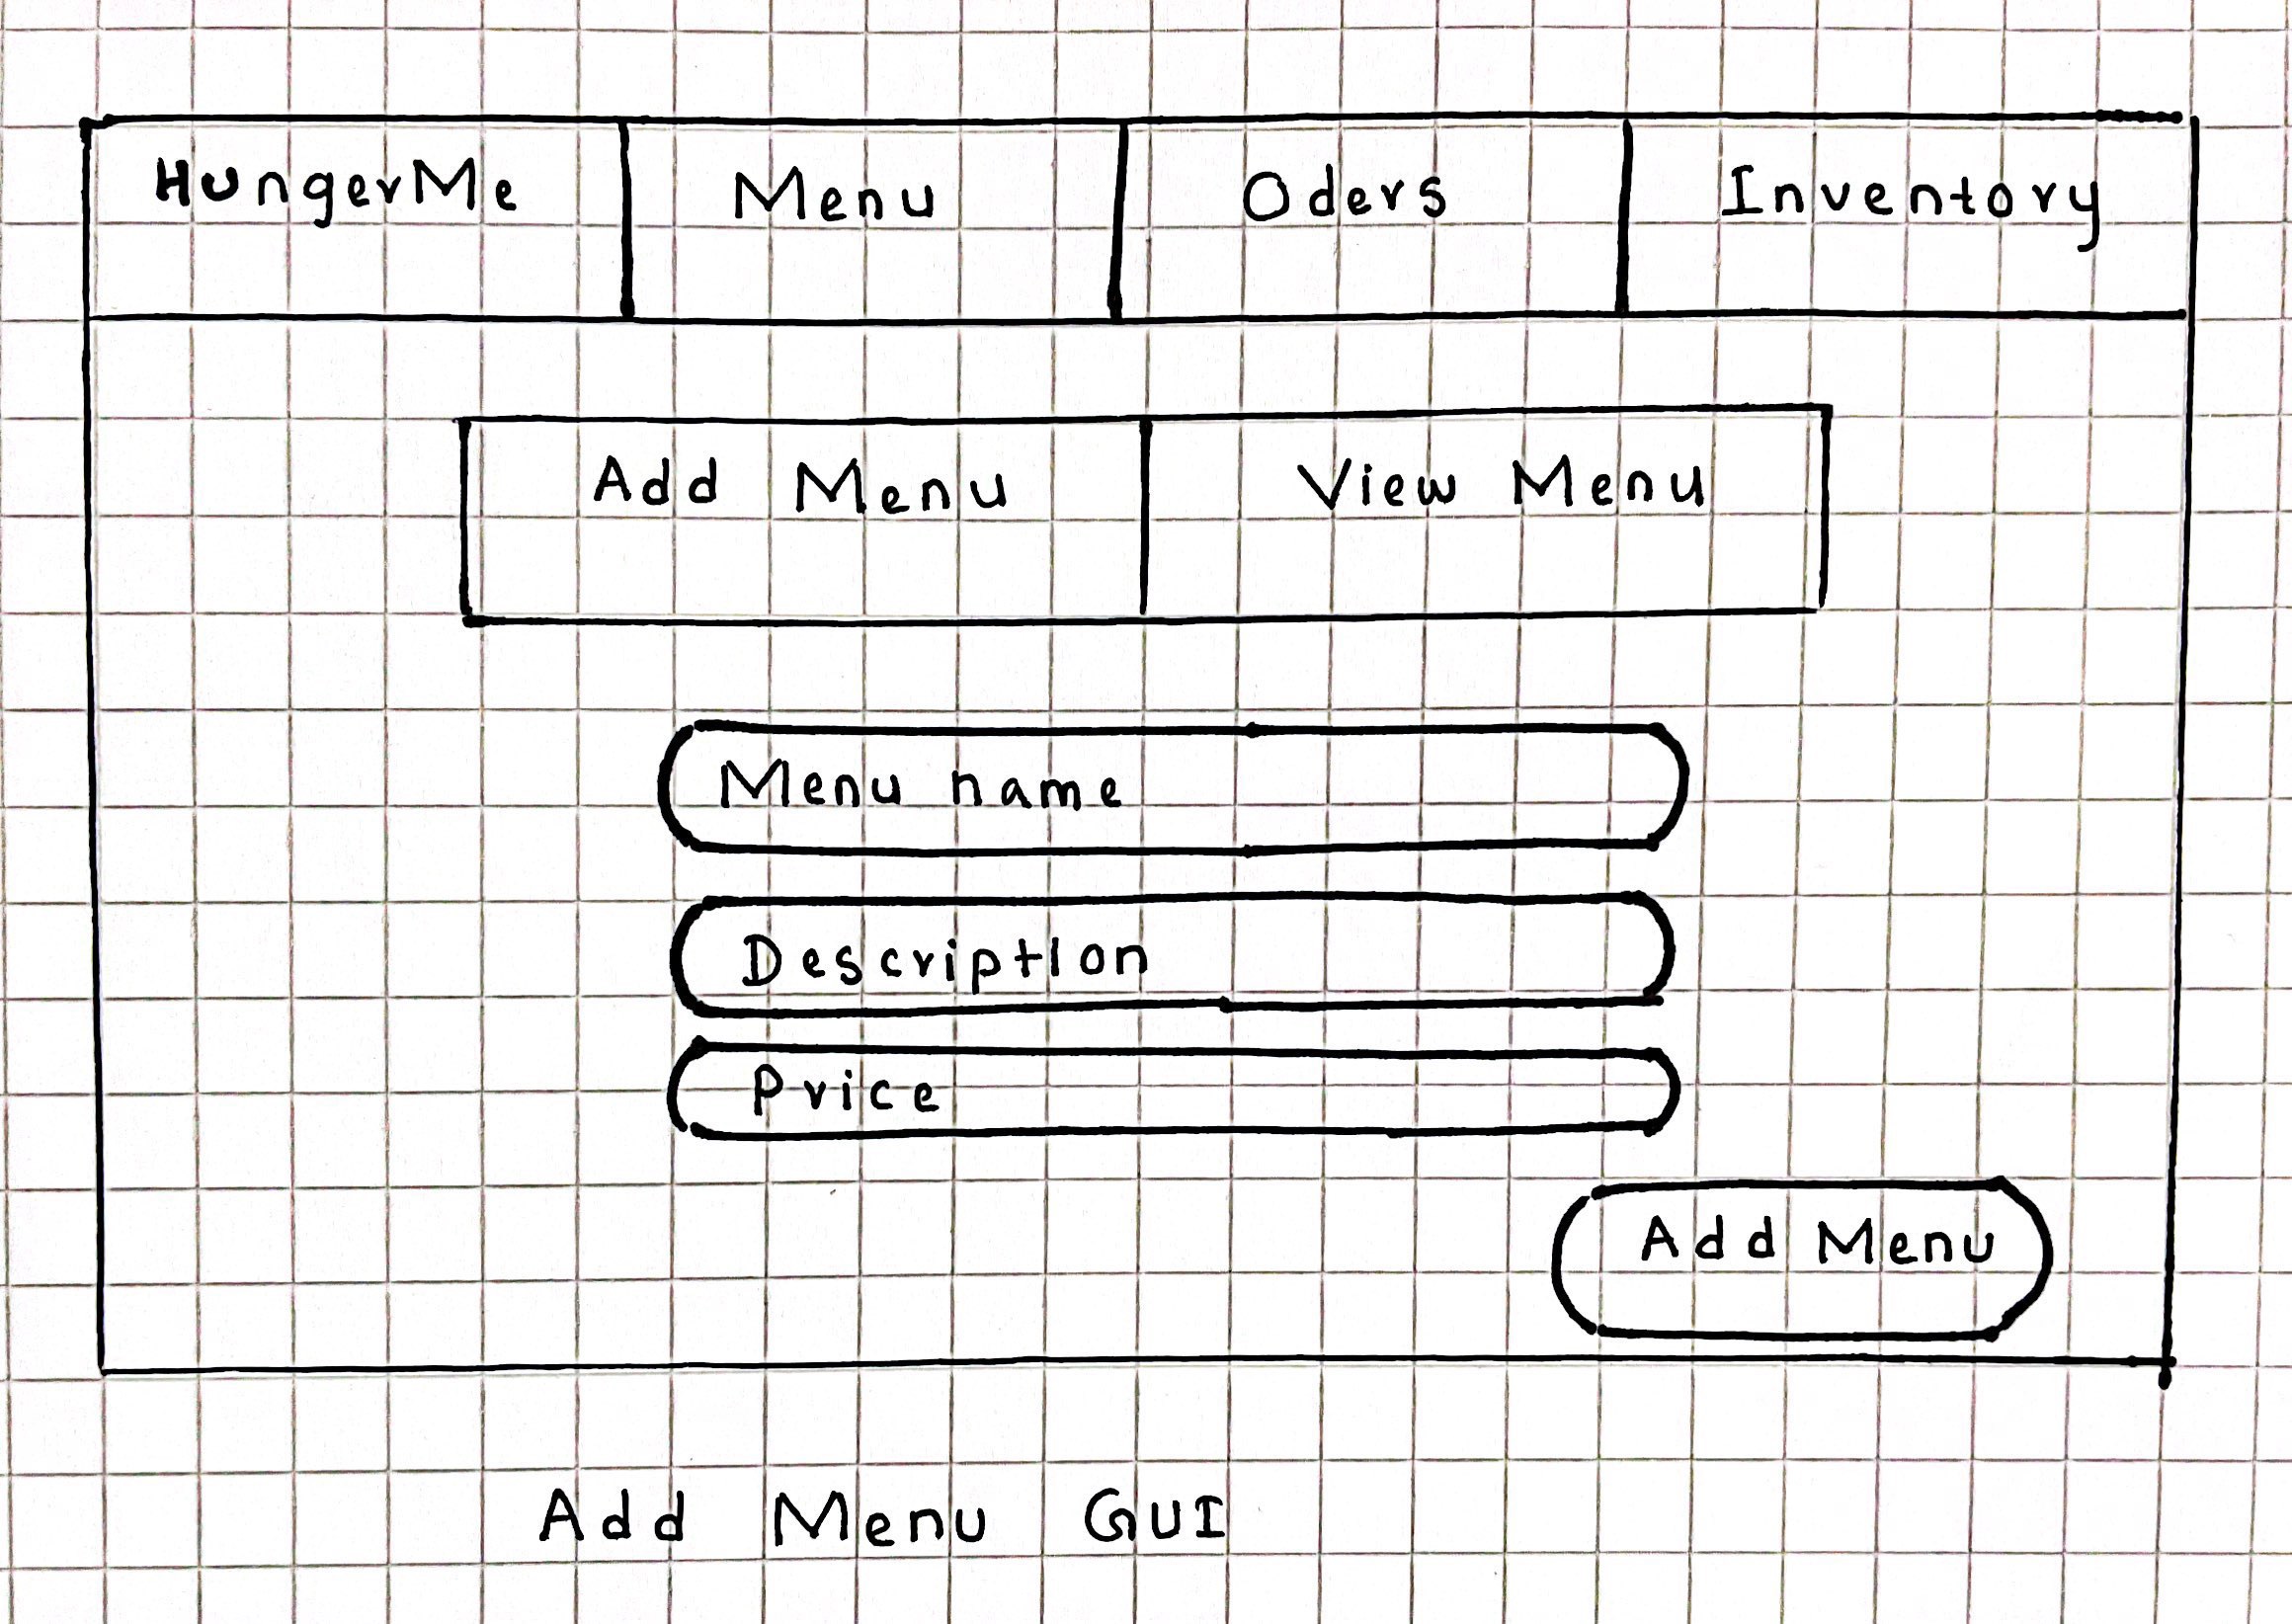 HungerMe Menu Oders Inventory
Add Menu View Menu
Menu name
Description
Price
Add Menu
Add Menu GUI